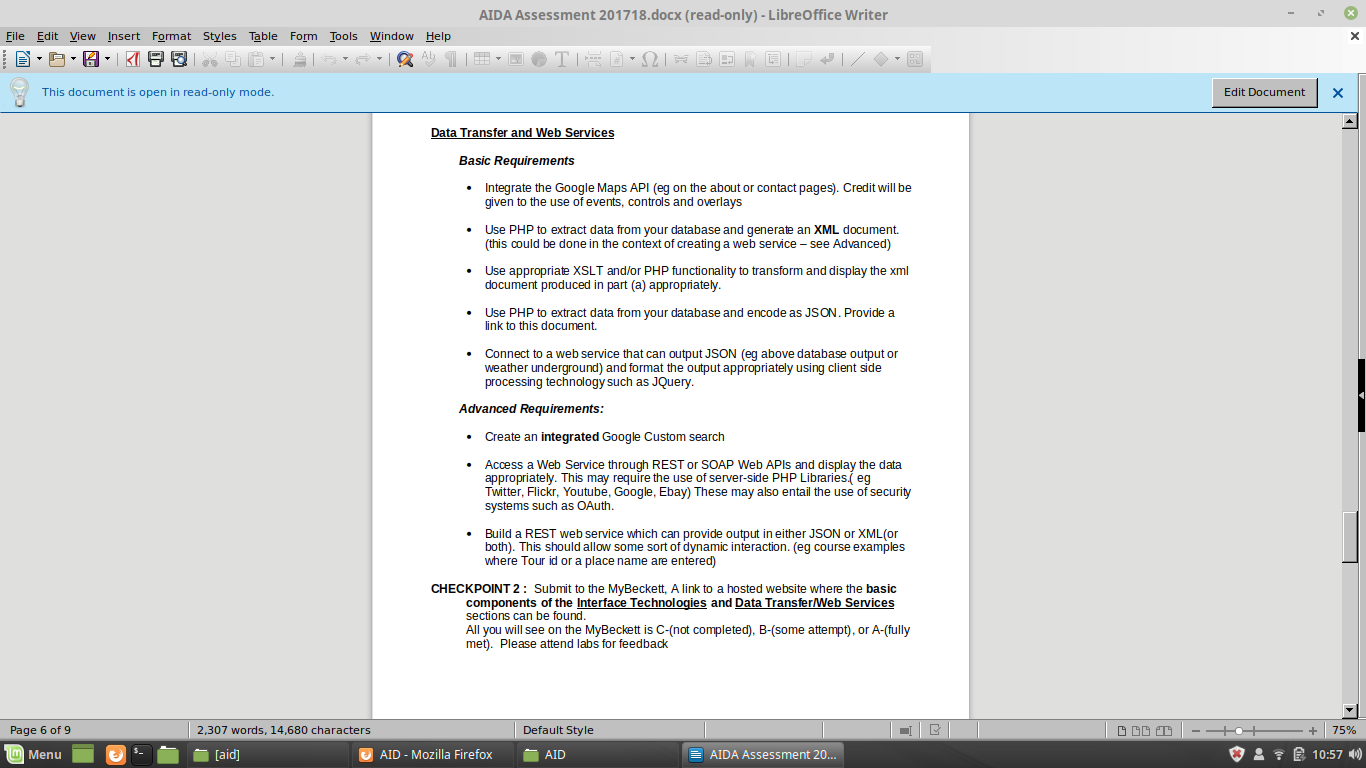 AIDA Assessment 201718.docx (read-only) - LibreOffice Writer
File Edit View Insert Format Styles Table Form Tools Window Help
This document is open in read-only mode.
Edit Document
Data Transfer and Web Services
Basic Requirements
• Integrate the Google Maps API (eg on the about or contact pages). Credit will be
given to the use of events, controls and overlays
• Use PHP to extract data from your database and generate an XML document.
(this could be done in the context of creating a web service – see Advanced)
• Use appropriate XSLT and/or PHP functionality to transform and display the xml
document produced in part (a) appropriately.
• Use PHP to extract data from your database and encode as JSON. Provide a
link to this document.
• Connect to a web service that can output JSON (eg above database output or
weather underground) and format the output appropriately using client side
processing technology such as JQuery.
Advanced Requirements:
• Create an integrated Google Custom search
• Access a Web Service through REST or SOAP Web APIs and display the data
appropriately. This may require the use of server-side PHP Libraries.( eg
Twitter, Flickr, Youtube, Google, Ebay) These may also entail the use of security
systems such as OAuth.
• Build a REST web service which can provide output in either JSON or XML(or
both). This should allow some sort of dynamic interaction. (eg course examples
where Tour id or a place name are entered)
CHECKPOINT 2 : Submit to the MyBeckett, A link to a hosted website where the basic
components of the Interface Technologies and Data Transfer/Web Services
sections can be found.
All you will see on the MyBeckett is C-(not completed), B-(some attempt), or A-(fully
met). Please attend labs for feedback
Page 6 of 9 2,307 words, 14,680 characters Default Style 75%
Menu [aid] AID - Mozilla Firefox AID AIDA Assessment 20... 10:57